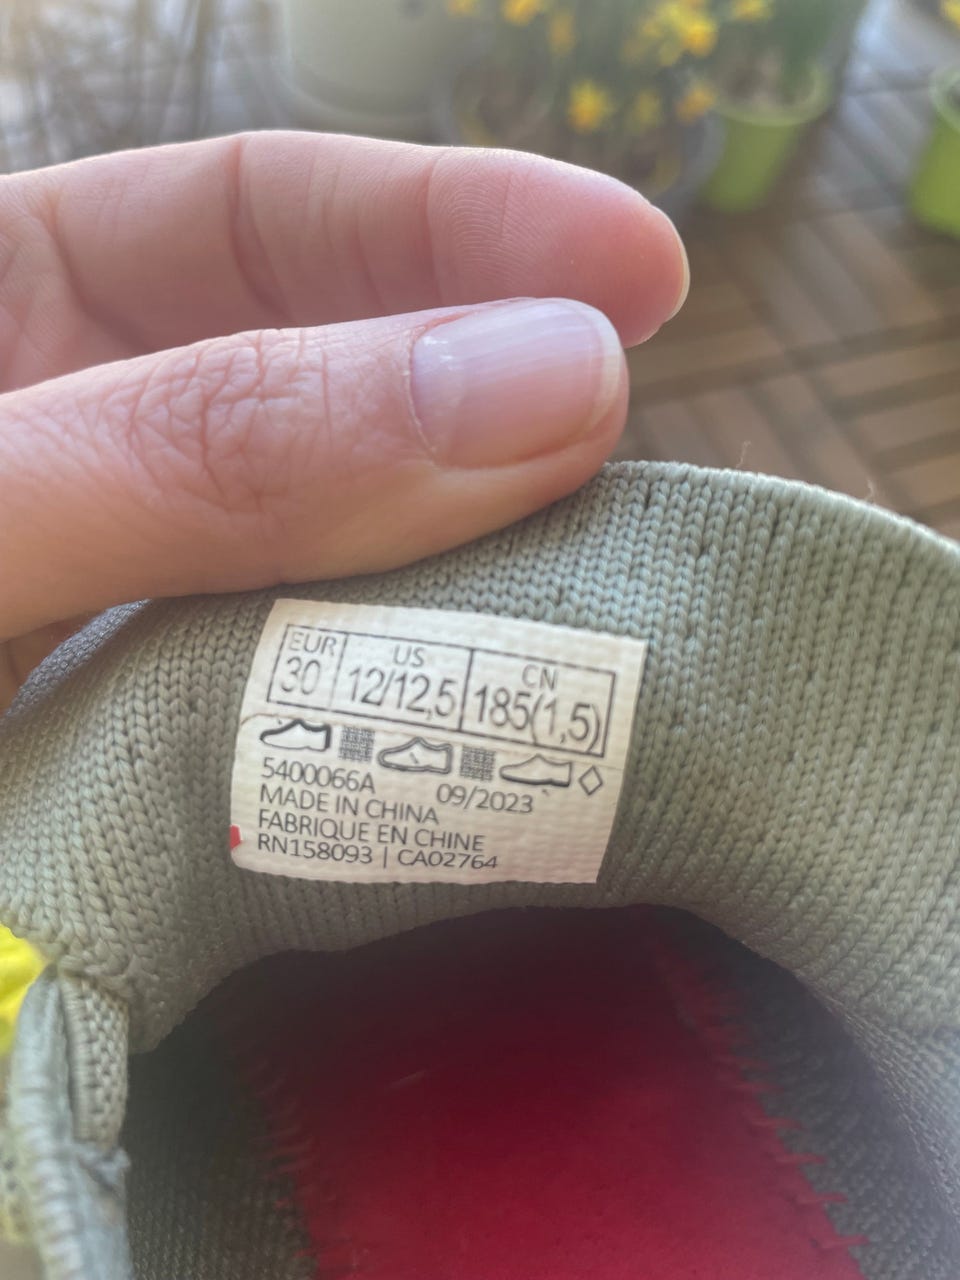 EUR US CN
30 12/12,5 185(1,5)
5400066A 09/2023
MADE IN CHINA
FABRIQUE EN CHINE
RN158093 | CA02764